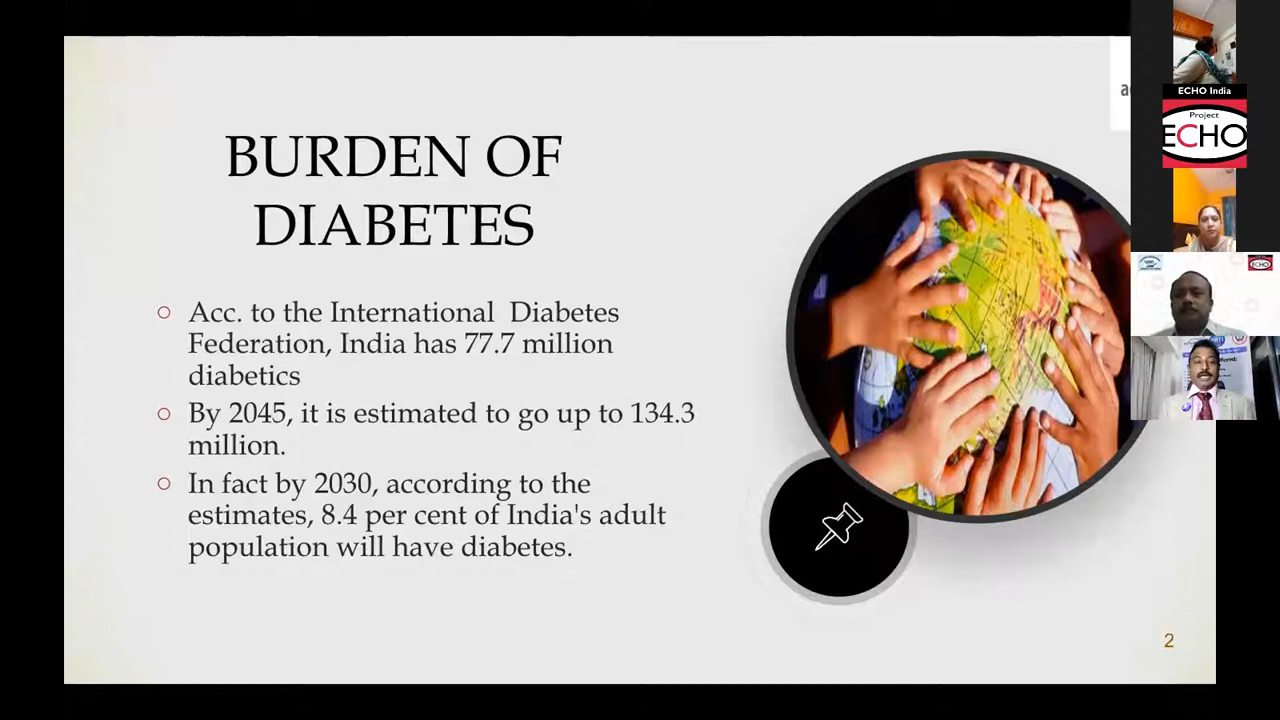 BURDEN OF
DIABETES
Acc. to the International  Diabetes
Federation, India has 77.7 million
diabetics
By 2045, it is estimated to go up to 134.3
million.
In fact by 2030, according to the
estimates, 8.4 per cent of India's adult
population will have diabetes.
2
ECHO India
Project
ECHO